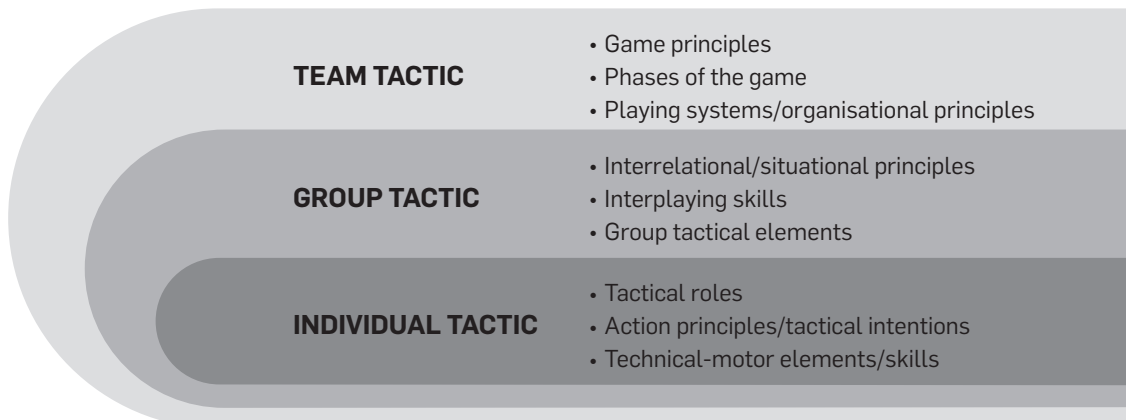 TEAM TACTIC
• Game principles
• Phases of the game
• Playing systems/organisational principles
GROUP TACTIC
• Interrelational/situational principles
• Interplaying skills
• Group tactical elements
INDIVIDUAL TACTIC
• Tactical roles
• Action principles/tactical intentions
• Technical-motor elements/skills